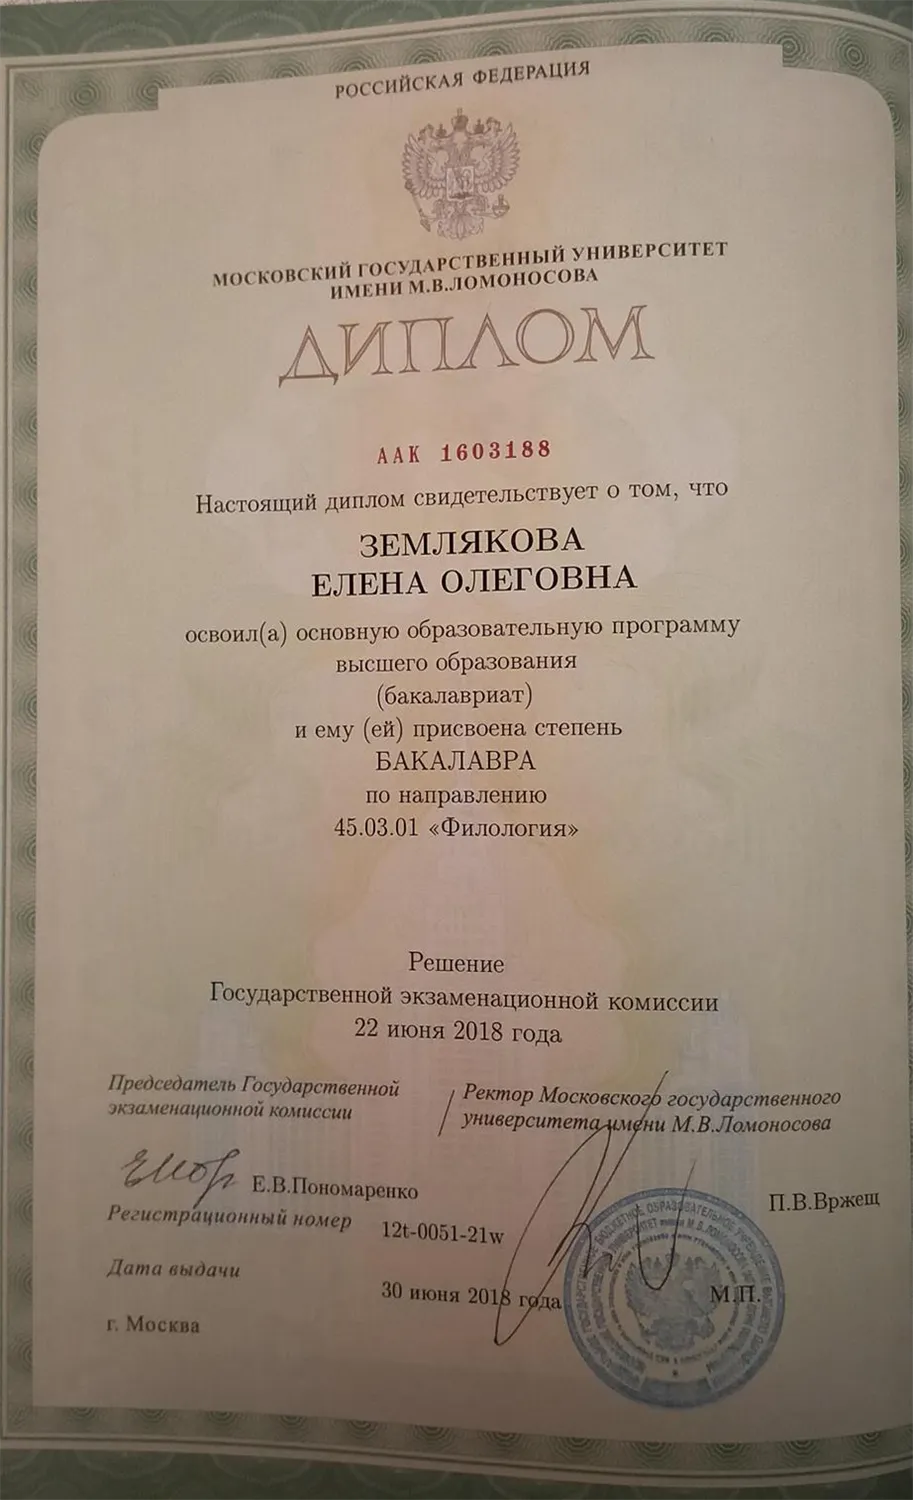 РОССИЙСКАЯ ФЕДЕРАЦИЯ
МОСКОВСКИЙ ГОСУДАРСТВЕННЫЙ УНИВЕРСИТЕТ
ИМЕНИ М.В.ЛОМОНОСОВА
ДИПЛОМ
ААК 1603188
Настоящий диплом свидетельствует о том, что
ЗЕМЛЯКОВА
ЕЛЕНА ОЛЕГОВНА
освоил(а) основную образовательную программу
высшего образования
(бакалавриат)
и ему (ей) присвоена степень
БАКАЛАВРА
по направлению
45.03.01 «Филология»
Решение
Государственной экзаменационной комиссии
22 июня 2018 года
Председатель Государственной
экзаменационной комиссии
Е.В.Пономаренко
Ректор Московского государственного
университета имени М.В.Ломоносова
П.В.Вржещ
Регистрационный номер 12t-0051-21w
Дата выдачи 30 июня 2018 года
М.П.
г. Москва